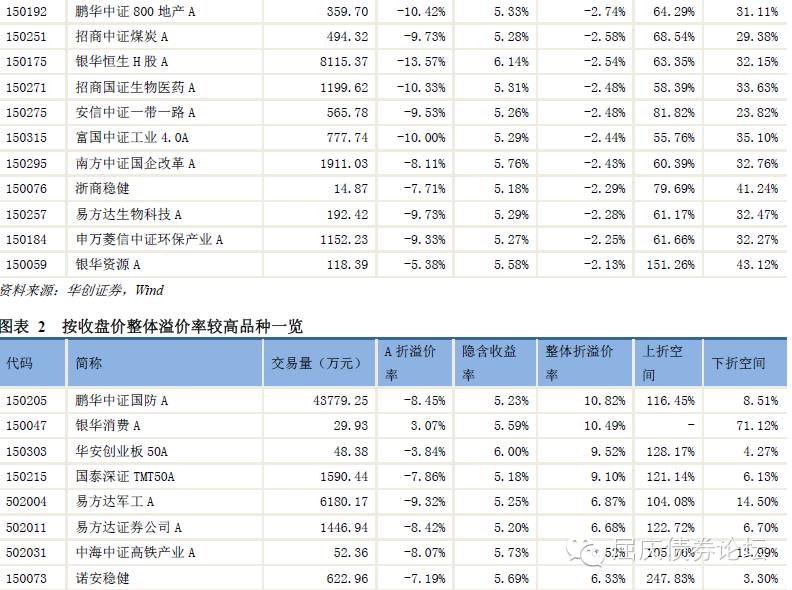 150192 鹏华中证 800 地产 A 359.70 -10.42% 5.33% -2.74% 64.29% 31.11%
150251 招商中证煤炭 A 494.32 -9.73% 5.28% -2.58% 68.54% 29.38%
150175 银华恒生 H 股 A 8115.37 -13.57% 6.14% -2.54% 63.35% 32.15%
150271 招商国证生物医药 A 1199.62 -10.33% 5.31% -2.48% 58.39% 33.63%
150275 安信中证一带一路 A 565.78 -9.53% 5.26% -2.48% 81.82% 23.82%
150315 富国中证工业 4.0A 777.74 -10.00% 5.29% -2.44% 55.76% 35.10%
150295 南方中证国企改革 A 1911.03 -8.11% 5.76% -2.43% 60.39% 32.76%
150076 浙商稳健 14.87 -7.71% 5.18% -2.29% 79.69% 41.24%
150257 易方达生物科技 A 192.42 -9.73% 5.29% -2.28% 61.17% 32.47%
150184 申万菱信中证环保产业 A 1152.23 -9.33% 5.27% -2.25% 61.66% 32.27%
150059 银华资源 A 118.39 -5.38% 5.58% -2.13% 151.26% 43.12%
资料来源：华创证券，Wind
图表 2 按收盘价整体溢价率较高品种一览
代码 简称 交易量（万元） A 折溢价率 隐含收益率 整体折溢价率 上折空间 下折空间
150205 鹏华中证国防 A 43779.25 -8.45% 5.23% 10.82% 116.45% 8.51%
150047 银华消费 A 29.93 3.07% 5.59% 10.49% - 71.12%
150303 华安创业板 50A 48.38 -3.84% 6.00% 9.52% 128.17% 4.27%
150215 国泰深证 TMT50A 1590.44 -7.86% 5.18% 9.10% 121.14% 6.13%
502004 易方达军工 A 6180.17 -9.32% 5.25% 6.87% 104.08% 14.50%
502011 易方达证券公司 A 1446.94 -8.42% 5.20% 6.68% 122.72% 6.70%
502031 中海中证高铁产业 A 52.36 -8.07% 5.73%
150073 诺安稳健 622.96 -7.19% 5.69% 6.33% 247.83% 3.30%
屈庆债券论坛